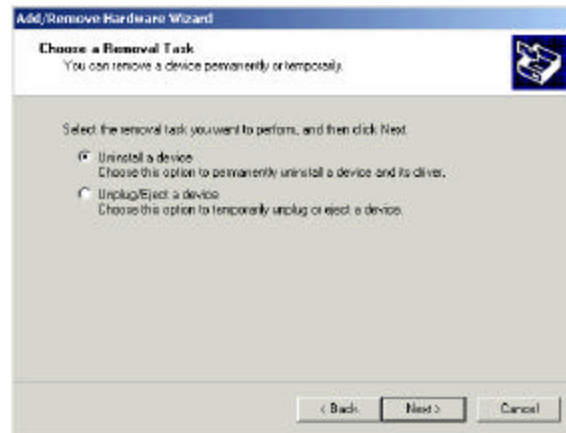 Add/Remove Hardware Wizard
Choose a Removal Task
You can remove a device permanently or temporarily.
Select the removal task you want to perform, and then click Next.
Uninstall a device
Choose this option to permanently uninstall a device and its driver.
Unplug/Eject a device
Choose this option to temporarily unplug or eject a device.
< Back
Next >
Cancel